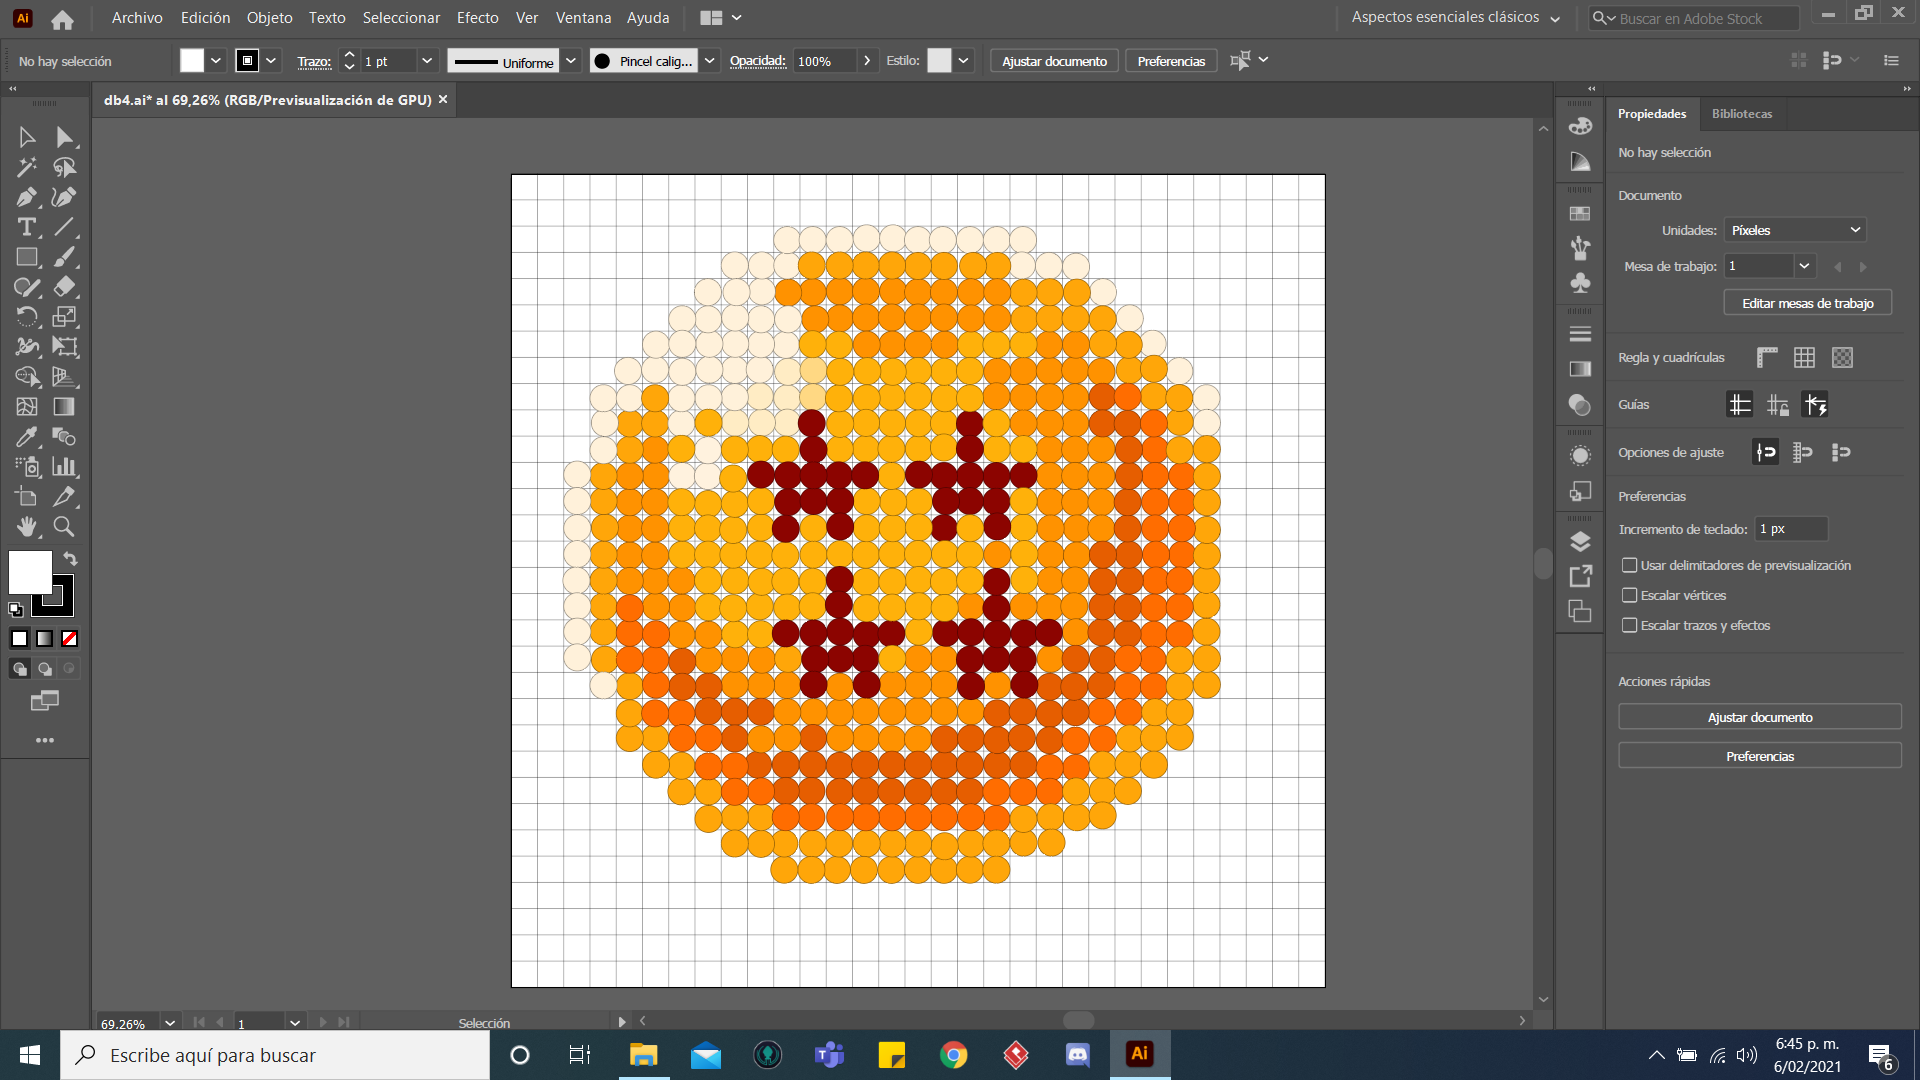 Ai Archivo Edición Objeto Texto Seleccionar Efecto Ver Ventana Ayuda Aspectos esenciales clásicos Buscar en Adobe Stock
No hay selección Trazo: 1 pt Uniforme Pincel calig... Opacidad: 100% Estilo: Ajustar documento Preferencias
db4.ai* al 69,26% (RGB/Previsualización de GPU)
Propiedades Bibliotecas
No hay selección
Documento
Unidades: Píxeles
Mesa de trabajo: 1
Editar mesas de trabajo
Regla y cuadrículas
Guías
Opciones de ajuste
Preferencias
Incremento de teclado: 1 px
Usar delimitadores de previsualización
Escalar vértices
Escalar trazos y efectos
Acciones rápidas
Ajustar documento
Preferencias
69,26% 1 Selección
Escribe aquí para buscar
Ai
6:45 p. m.
6/02/2021
6